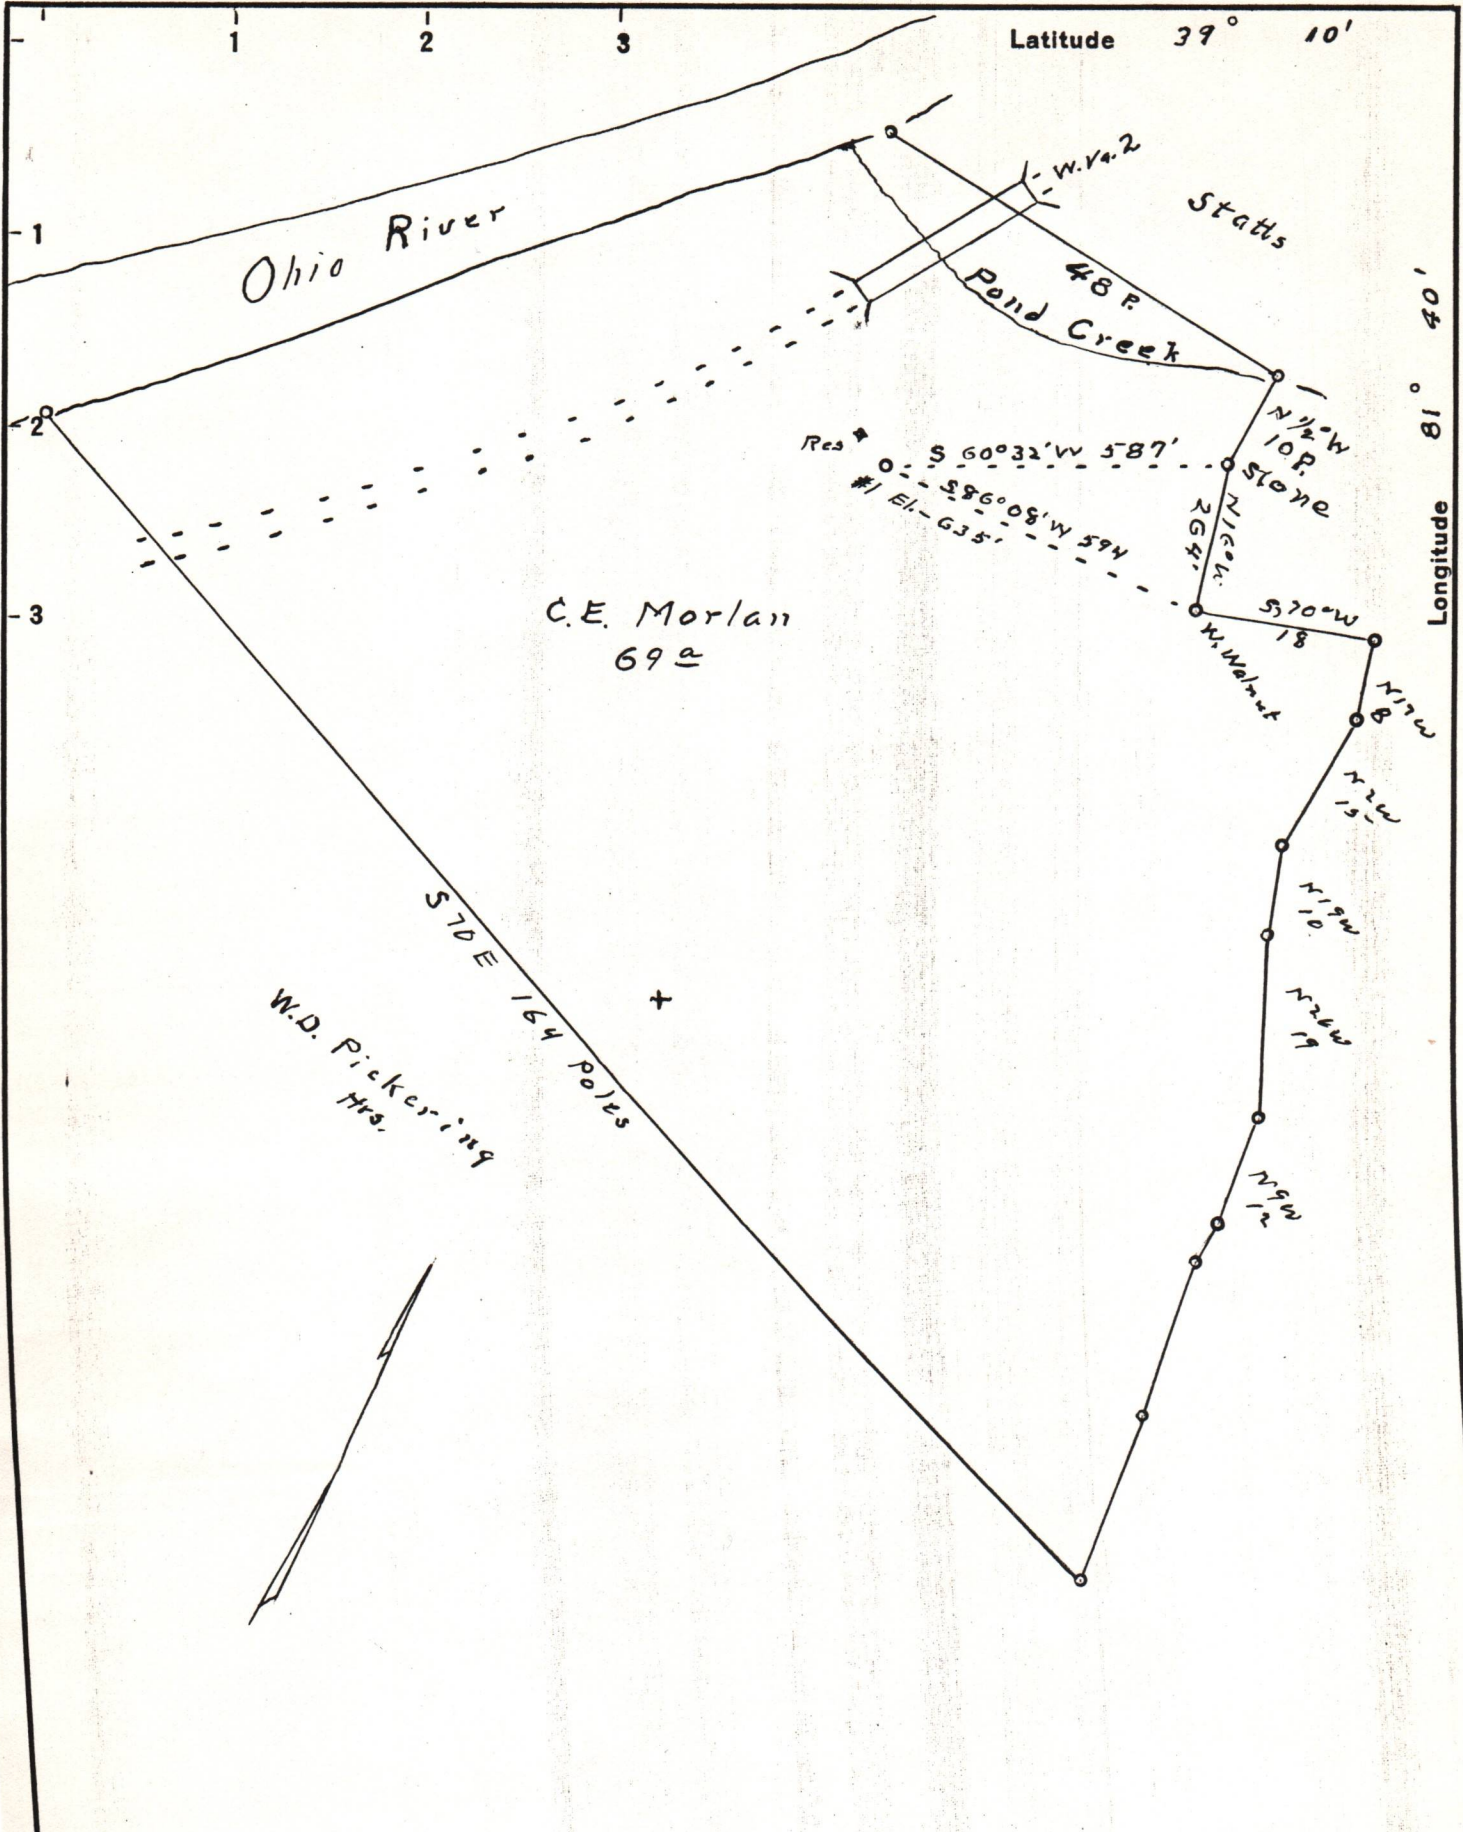 1 2 3 Latitude 39° 10'
W.Va. 2
Statts
1
Ohio River
48 P.
Pond Creek
Longitude 81° 40'
2
N 1/2° W
10 P.
Stone
Res
S 60°32' W 587'
#1 El.- 635'
S 86°08' W 594
N 16° W.
264'
3
C.E. Morlan
69 a
S, 70° W
18
W. Walnut
N 17 W
8
N 2 W
15
S 70 E 164 Poles
N 19 W
10
W.D. Pickering
Hrs.
N 26 W
19
N 9 W
12